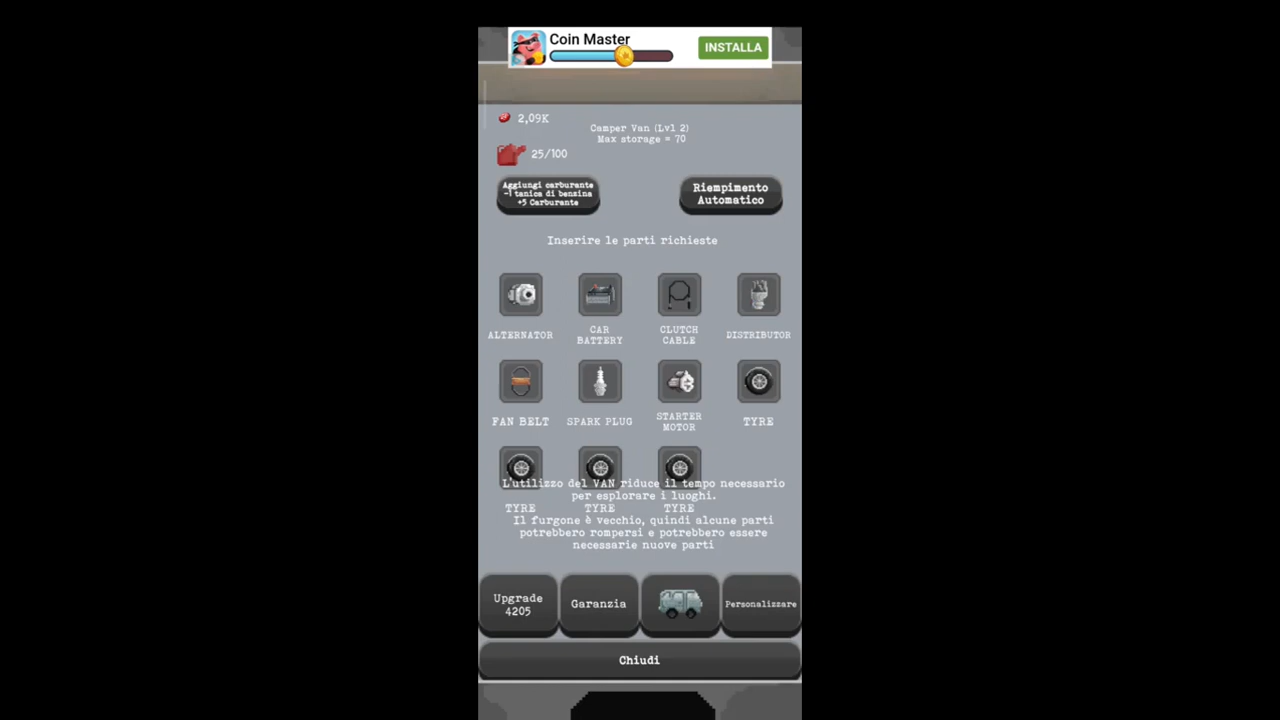 Coin Master
INSTALLA
2,09K
Camper Van (Lvl 2)
Max storage = 70
25/100
Aggiungi carburante
-1 tanica di benzina
+5 Carburante
Riempimento
Automatico
Inserire le parti richieste
ALTERNATOR
CAR
BATTERY
CLUTCH
CABLE
DISTRIBUTOR
FAN BELT
SPARK PLUG
STARTER
MOTOR
TYRE
L'utilizzo del VAN riduce il tempo necessario
per esplorare i luoghi.
TYRE TYRE TYRE
Il furgone è vecchio, quindi alcune parti
potrebbero rompersi e potrebbero essere
necessarie nuove parti
Upgrade
4205
Garanzia
Personalizzare
Chiudi